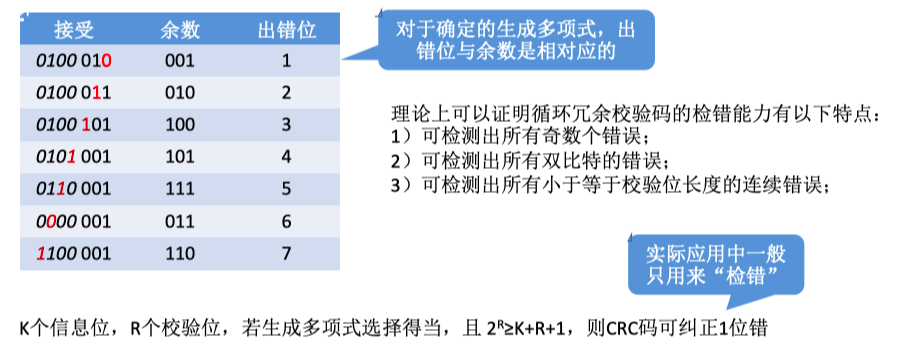 接受 余数 出错位
0100 010 001 1
0100 011 010 2
0100 101 100 3
0101 001 101 4
0110 001 111 5
0000 001 011 6
1100 001 110 7
对于确定的生成多项式，出
错位与余数是相对应的
理论上可以证明循环冗余校验码的检错能力有以下特点：
1）可检测出所有奇数个错误；
2）可检测出所有双比特的错误；
3）可检测出所有小于等于校验位长度的连续错误；
实际应用中一般
只用来“检错”
K个信息位，R个校验位，若生成多项式选择得当，且 2ᴿ≥K+R+1，则CRC码可纠正1位错